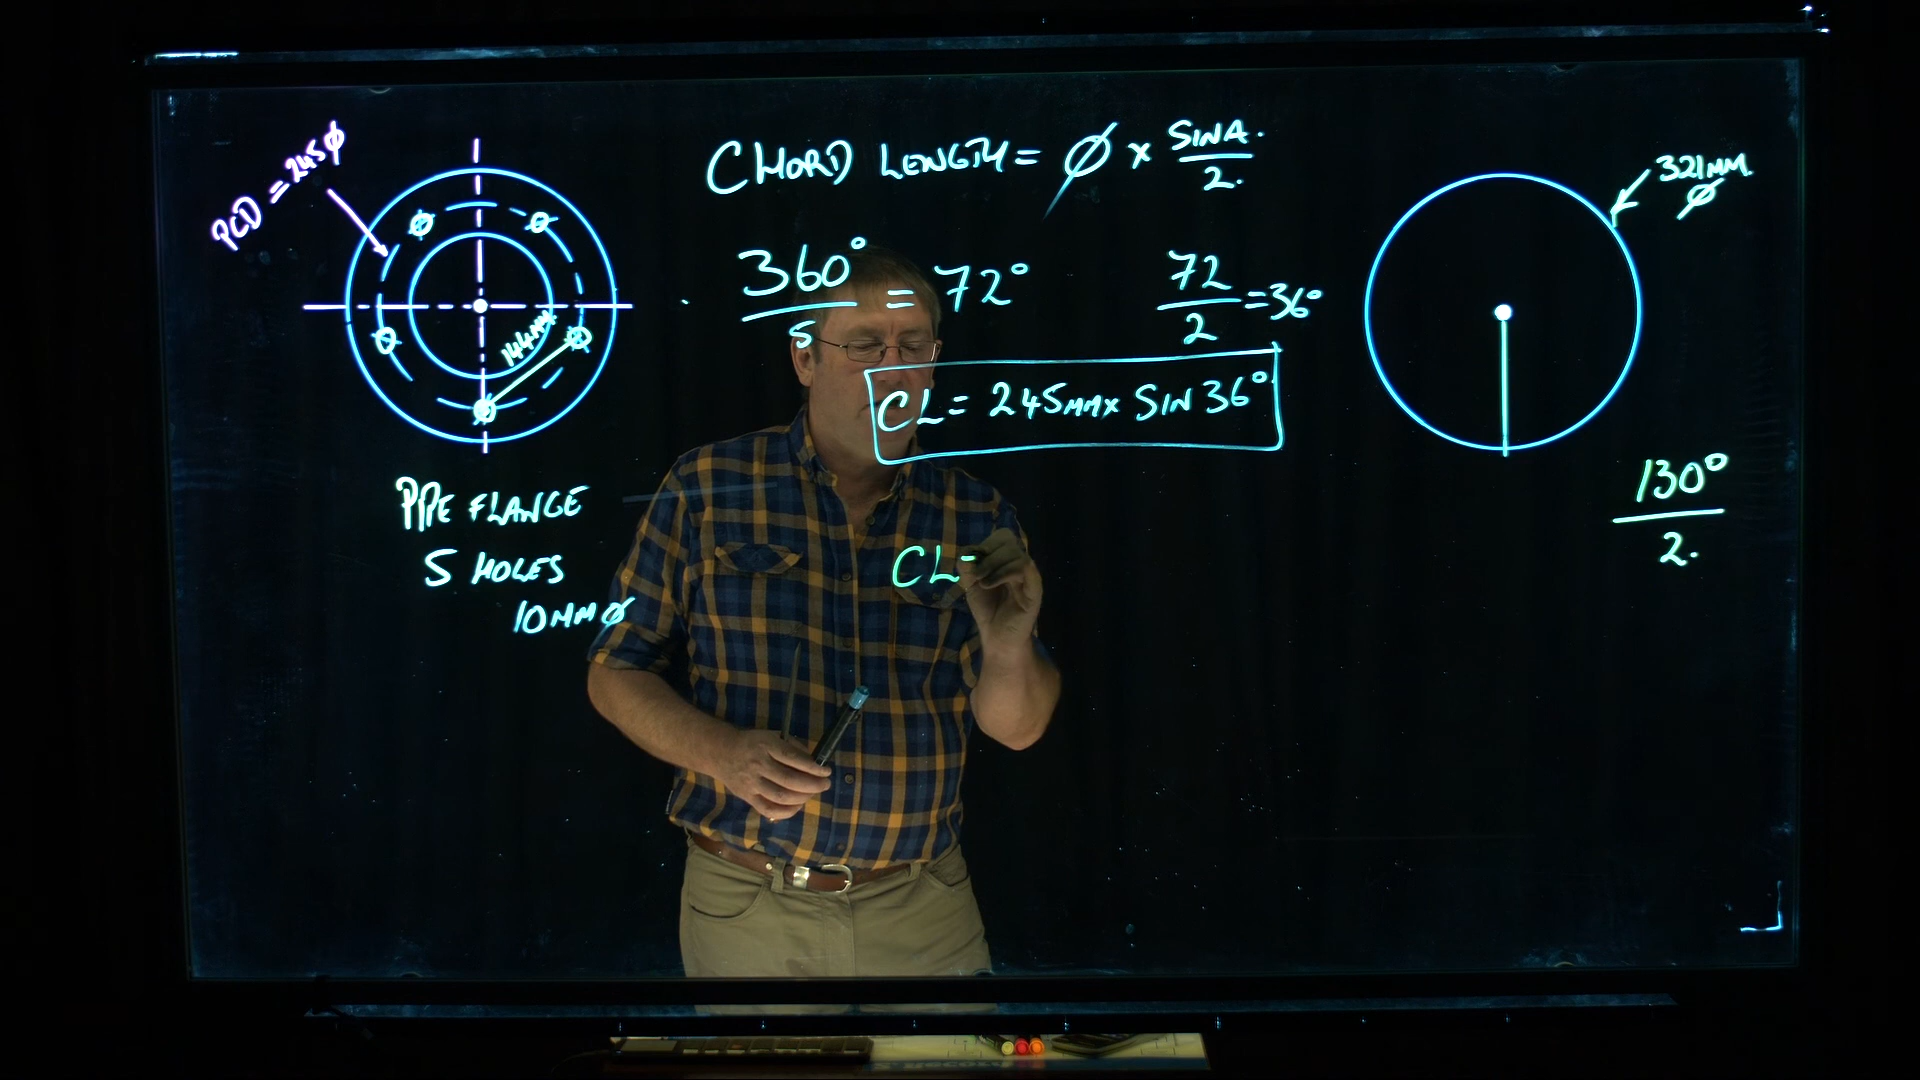 PCD = 245Ø
144MM.
PIPE FLANGE
5 HOLES
10MM Ø
CHORD LENGTH = Ø × SIN A.
2.
360° = 72°
5
72 = 36°
2
CL = 245MM × SIN 36°
CL=
321MM.
Ø
130°
2.